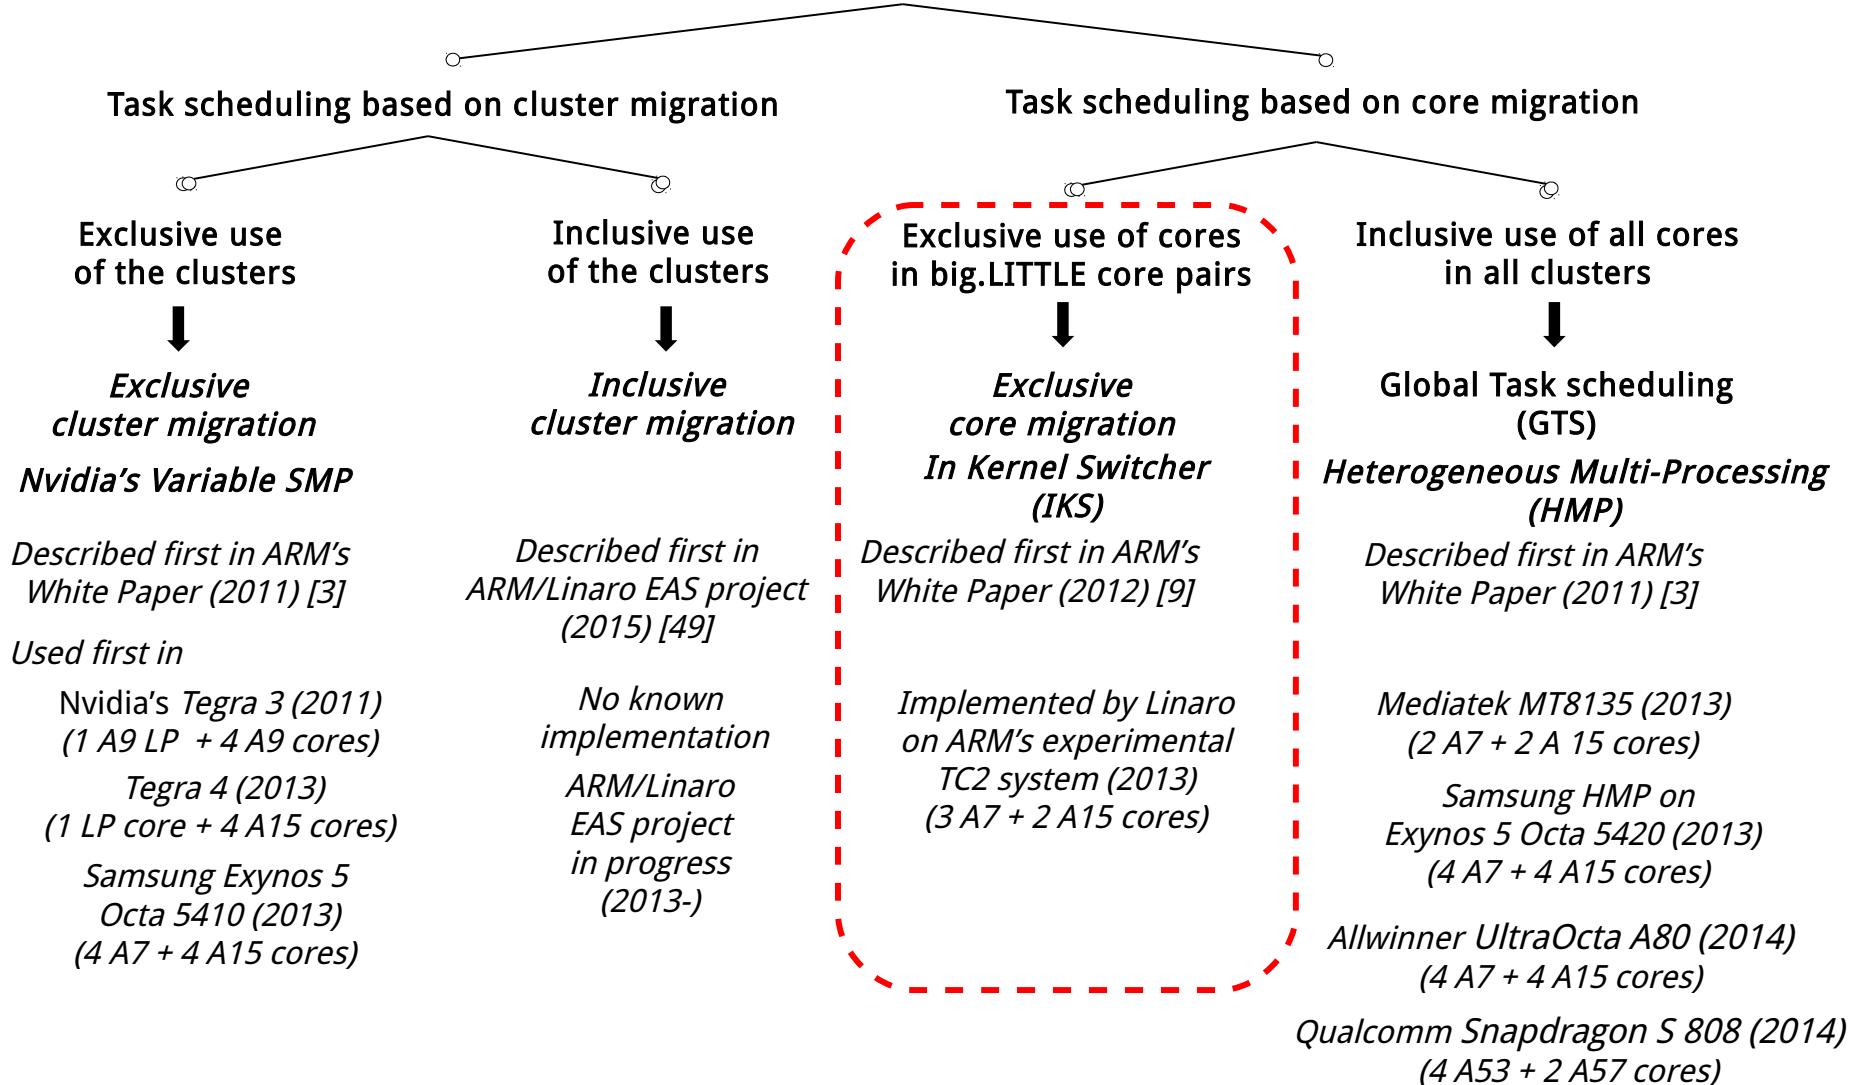 Task scheduling based on cluster migration
Task scheduling based on core migration
Exclusive use
of the clusters
Exclusive
cluster migration
Nvidia’s Variable SMP
Described first in ARM’s
White Paper (2011) [3]
Used first in
Nvidia’s Tegra 3 (2011)
(1 A9 LP + 4 A9 cores)
Tegra 4 (2013)
(1 LP core + 4 A15 cores)
Samsung Exynos 5
Octa 5410 (2013)
(4 A7 + 4 A15 cores)
Inclusive use
of the clusters
Inclusive
cluster migration
Described first in
ARM/Linaro EAS project
(2015) [49]
No known
implementation
ARM/Linaro
EAS project
in progress
(2013-)
Exclusive use of cores
in big.LITTLE core pairs
Exclusive
core migration
In Kernel Switcher
(IKS)
Described first in ARM’s
White Paper (2012) [9]
Implemented by Linaro
on ARM’s experimental
TC2 system (2013)
(3 A7 + 2 A15 cores)
Inclusive use of all cores
in all clusters
Global Task scheduling
(GTS)
Heterogeneous Multi-Processing
(HMP)
Described first in ARM’s
White Paper (2011) [3]
Mediatek MT8135 (2013)
(2 A7 + 2 A 15 cores)
Samsung HMP on
Exynos 5 Octa 5420 (2013)
(4 A7 + 4 A15 cores)
Allwinner UltraOcta A80 (2014)
(4 A7 + 4 A15 cores)
Qualcomm Snapdragon S 808 (2014)
(4 A53 + 2 A57 cores)